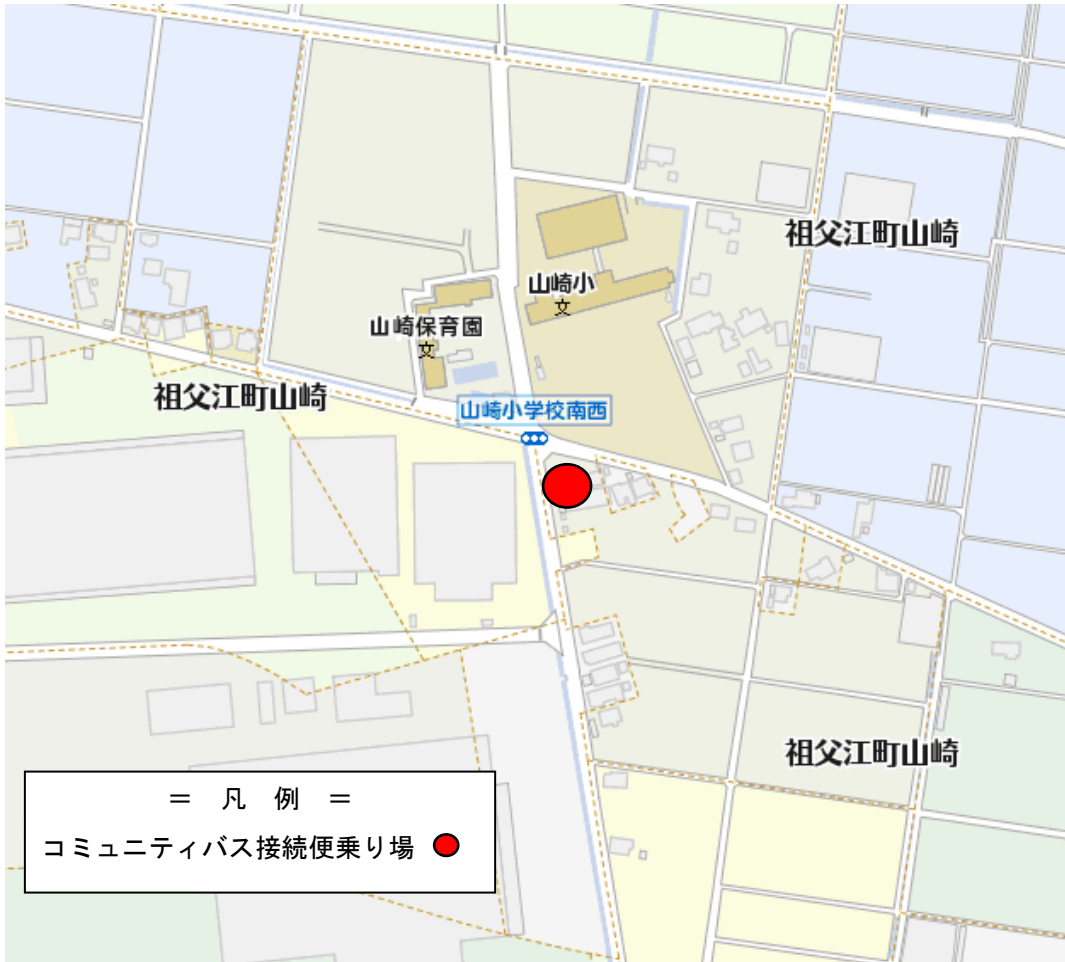 祖父江町山崎
山崎小
文
山崎保育園
文
祖父江町山崎
山崎小学校南西
祖父江町山崎
＝ 凡 例 ＝
コミュニティバス接続便乗り場